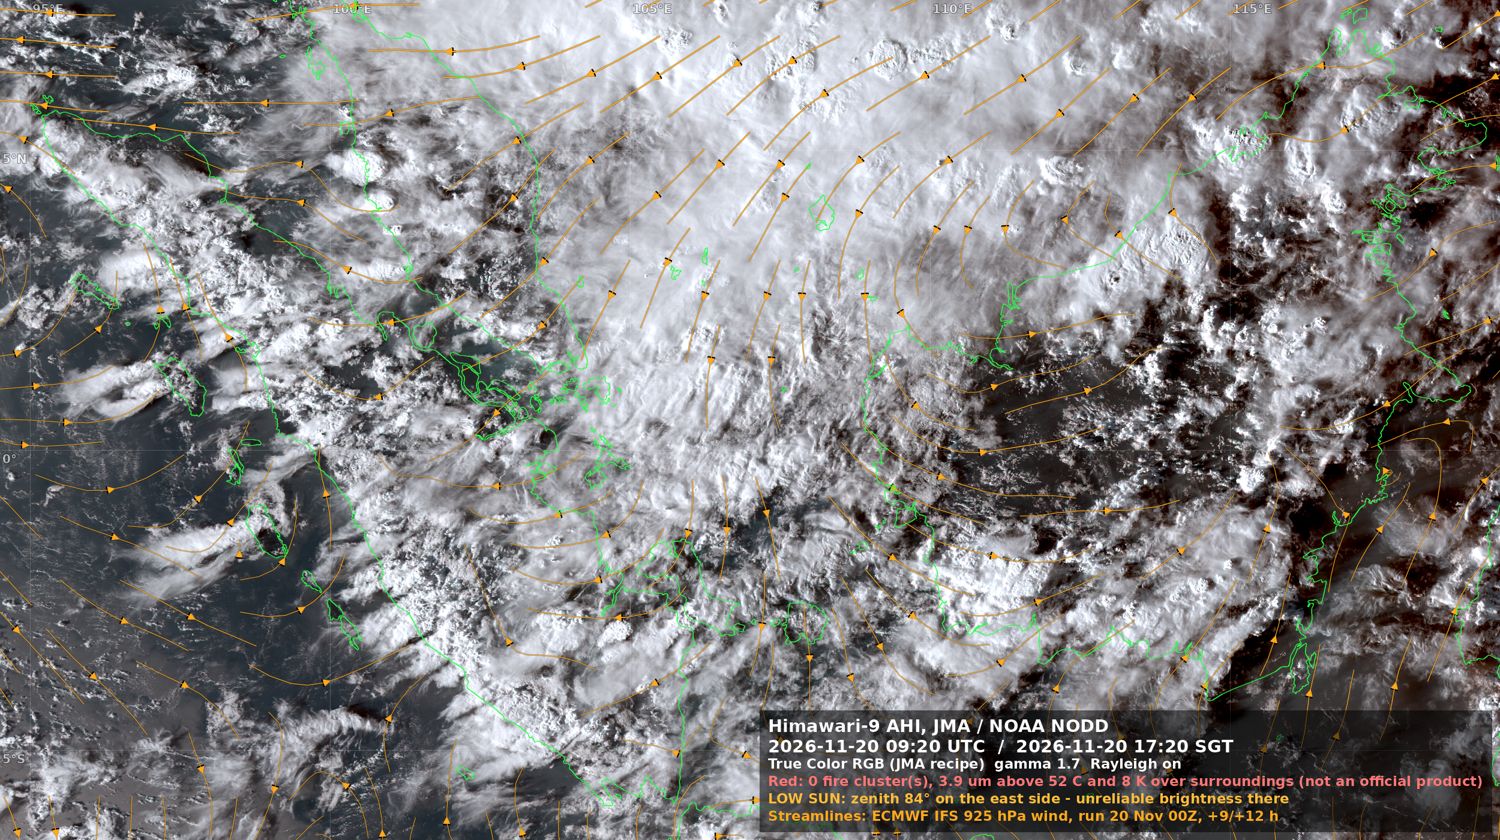 95°E
100°E
105°E
110°E
115°E
5°N
0°
5°S
Himawari-9 AHI, JMA / NOAA NODD
2026-11-20 09:20 UTC / 2026-11-20 17:20 SGT
True Color RGB (JMA recipe) gamma 1.7 Rayleigh on
Red: 0 fire cluster(s), 3.9 um above 52 C and 8 K over surroundings (not an official product)
LOW SUN: zenith 84° on the east side - unreliable brightness there
Streamlines: ECMWF IFS 925 hPa wind, run 20 Nov 00Z, +9/+12 h